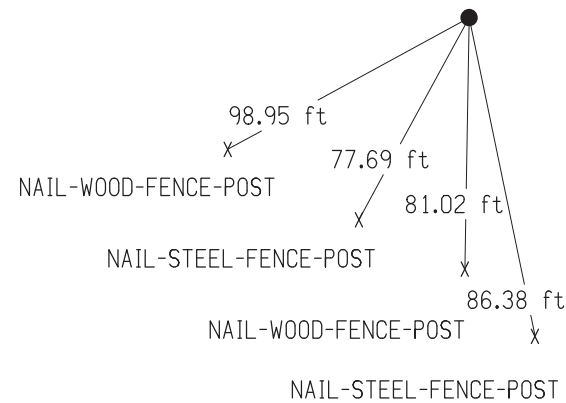 98.95 ft
77.69 ft
NAIL-WOOD-FENCE-POST
81.02 ft
NAIL-STEEL-FENCE-POST
86.38 ft
NAIL-WOOD-FENCE-POST
NAIL-STEEL-FENCE-POST